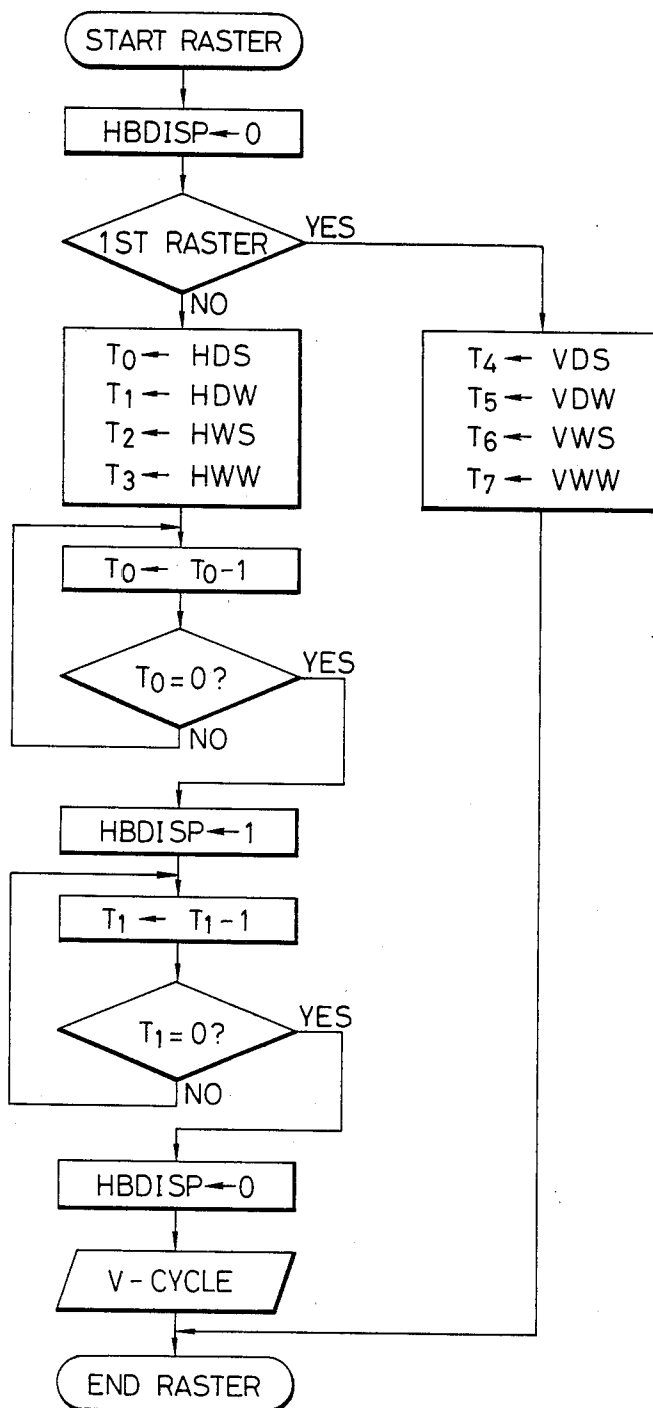 START RASTER
HBDISP←0
1ST RASTER
YES
NO
T0← HDS
T1← HDW
T2← HWS
T3← HWW
T4← VDS
T5← VDW
T6← VWS
T7← VWW
T0← T0-1
T0=0?
YES
NO
HBDISP←1
T1← T1-1
T1=0?
YES
NO
HBDISP←0
V-CYCLE
END RASTER